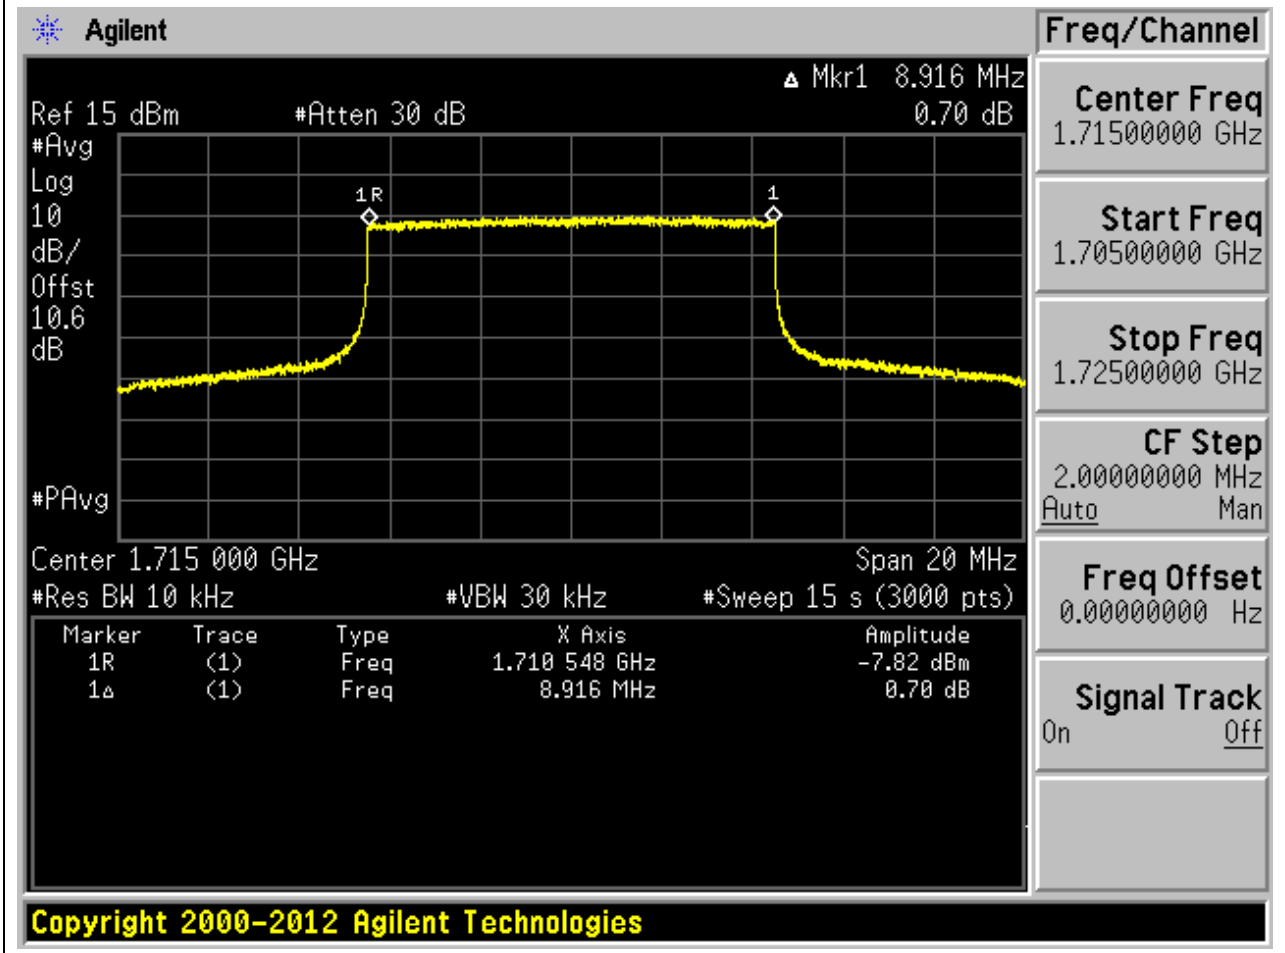 Agilent
Freq/Channel
Δ Mkr1 8.916 MHz
Ref 15 dBm #Atten 30 dB 0.70 dB
#Avg
Log
10
dB/
Offst
10.6
dB
#PAvg
1R
1
Center 1.715 000 GHz Span 20 MHz
#Res BW 10 kHz #VBW 30 kHz #Sweep 15 s (3000 pts)
Marker Trace Type X Axis Amplitude
1R (1) Freq 1.710 548 GHz -7.82 dBm
1Δ (1) Freq 8.916 MHz 0.70 dB
Center Freq
1.71500000 GHz
Start Freq
1.70500000 GHz
Stop Freq
1.72500000 GHz
CF Step
2.00000000 MHz
Auto Man
Freq Offset
0.00000000 Hz
Signal Track
On Off
Copyright 2000-2012 Agilent Technologies